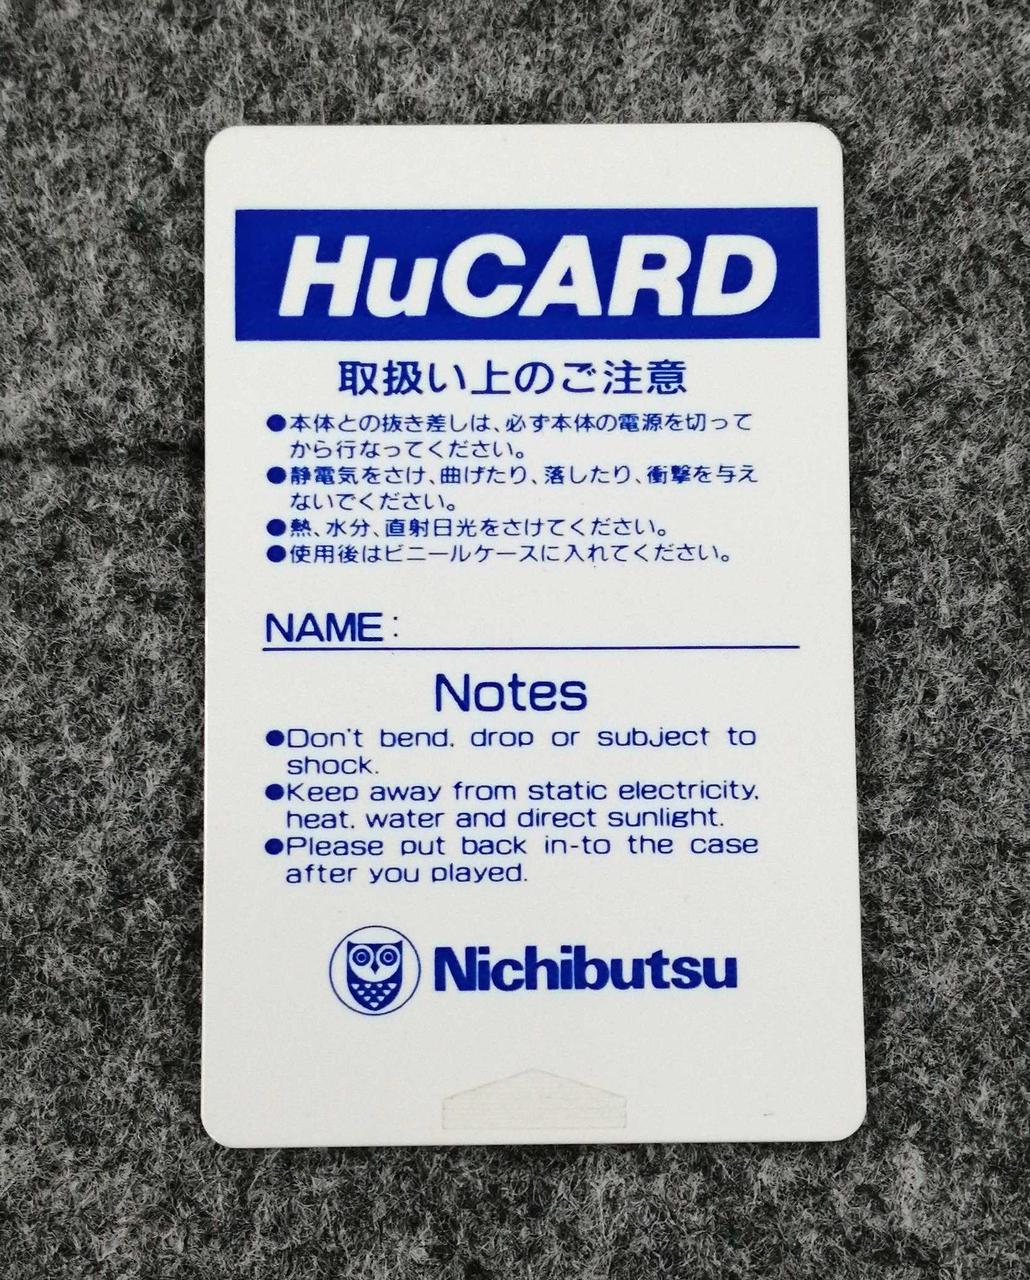 HuCARD
取扱い上のご注意
●本体との抜き差しは、必ず本体の電源を切って
から行なってください。
●静電気をさけ、曲げたり、落したり、衝撃を与え
ないでください。
●熱、水分、直射日光をさけてください。
●使用後はビニールケースに入れてください。
NAME:
Notes
●Don't bend, drop or subject to
shock.
●Keep away from static electricity,
heat, water and direct sunlight.
●Please put back in-to the case
after you played.
Nichibutsu